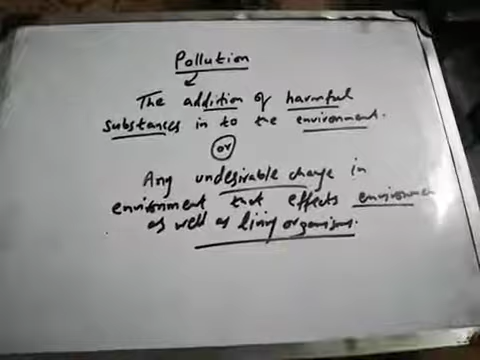 Pollution
The addition of harmful
substances in to the environment.
or
Any undesirable change in
environment that effects environmen
as well as living organisms.